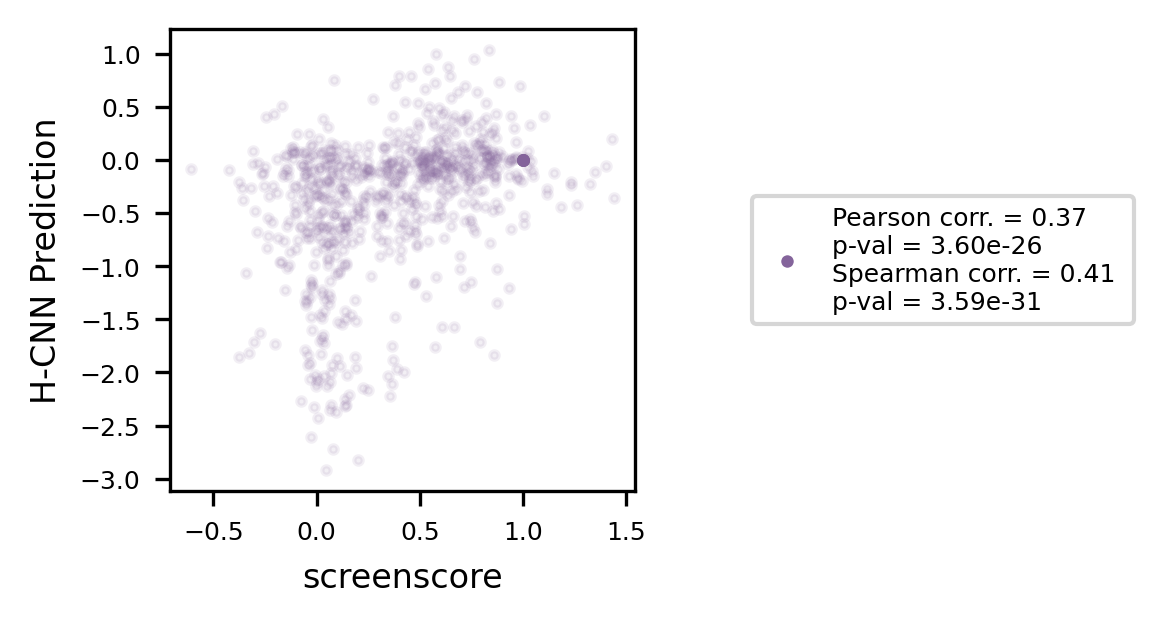 1.0
0.5
0.0
−0.5
−1.0
−1.5
−2.0
−2.5
−3.0
H-CNN Prediction
−0.5 0.0 0.5 1.0 1.5
screenscore
Pearson corr. = 0.37
p-val = 3.60e-26
Spearman corr. = 0.41
p-val = 3.59e-31